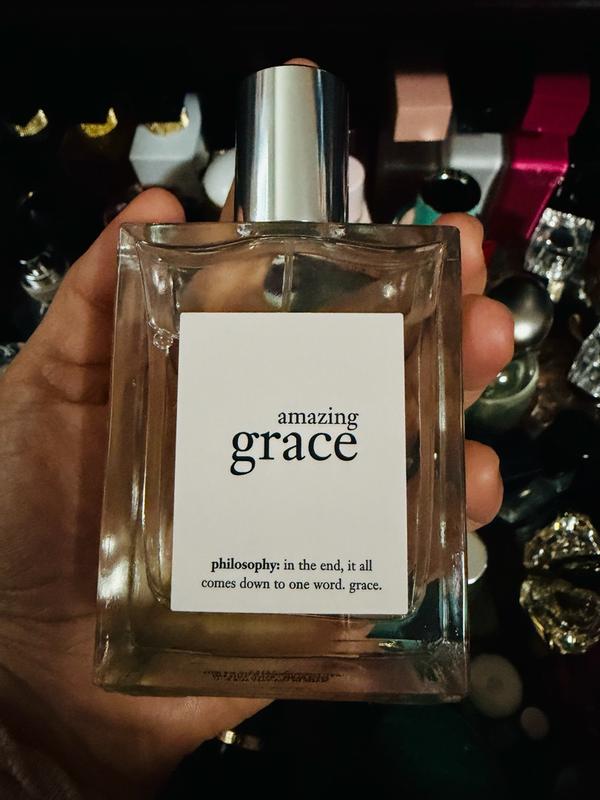 amazing
grace
philosophy: in the end, it all
comes down to one word. grace.